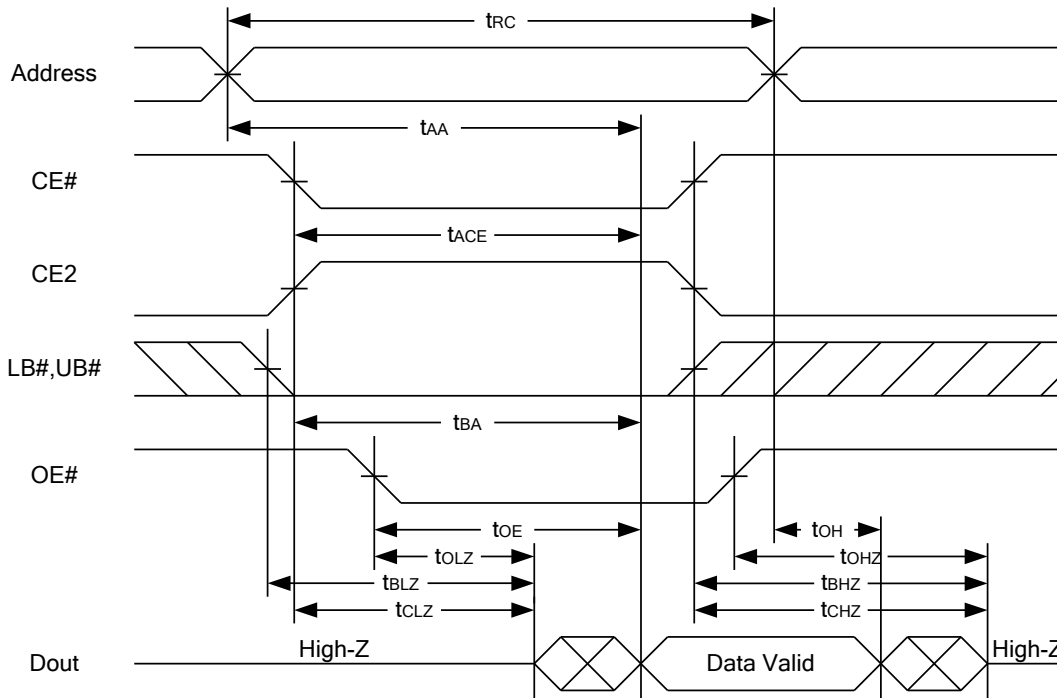 tRC
Address
tAA
CE#
tACE
CE2
LB#,UB#
tBA
OE#
tOE
tOH
tOLZ
tOHZ
tBLZ
tBHZ
tCLZ
tCHZ
High-Z
High-Z
Dout
Data Valid